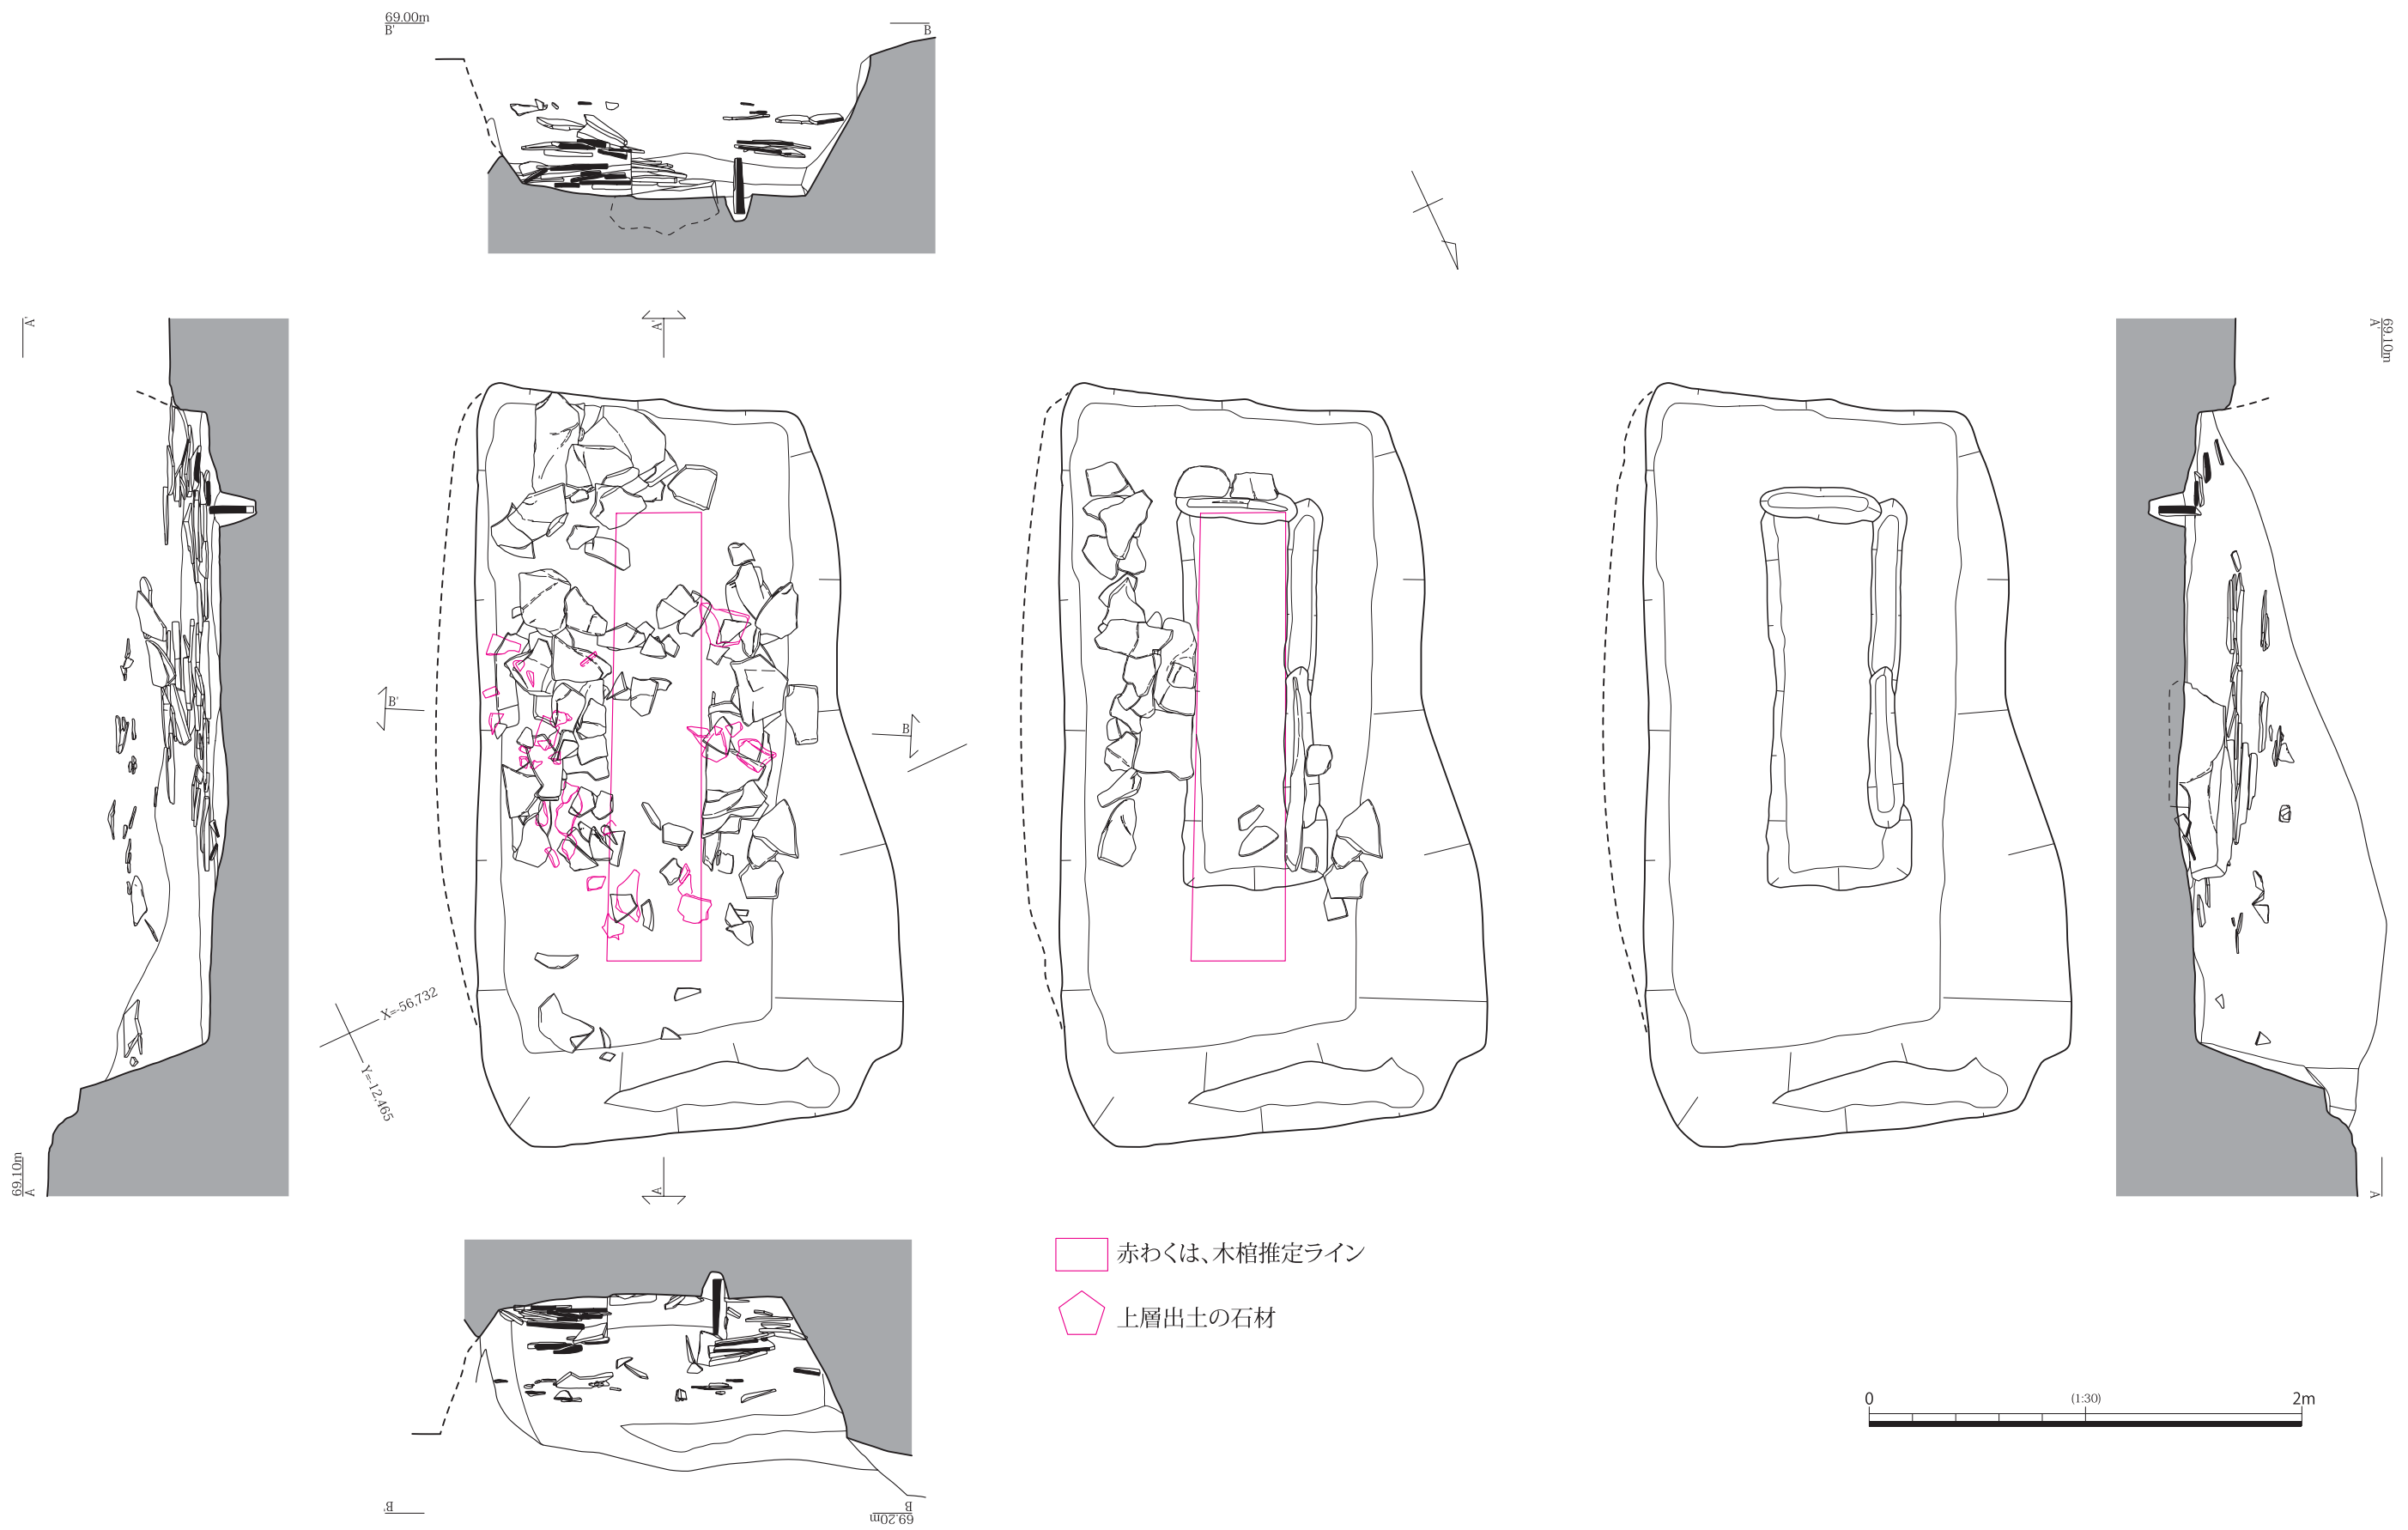 69.00m
B'
B
A'
69.10m
A'
A'
B'
B
X=-56,732
Y=-12,465
69.10m
A
A
A
赤わくは、木棺推定ライン
上層出土の石材
0
(1:30)
2m
B'
B
69.20m